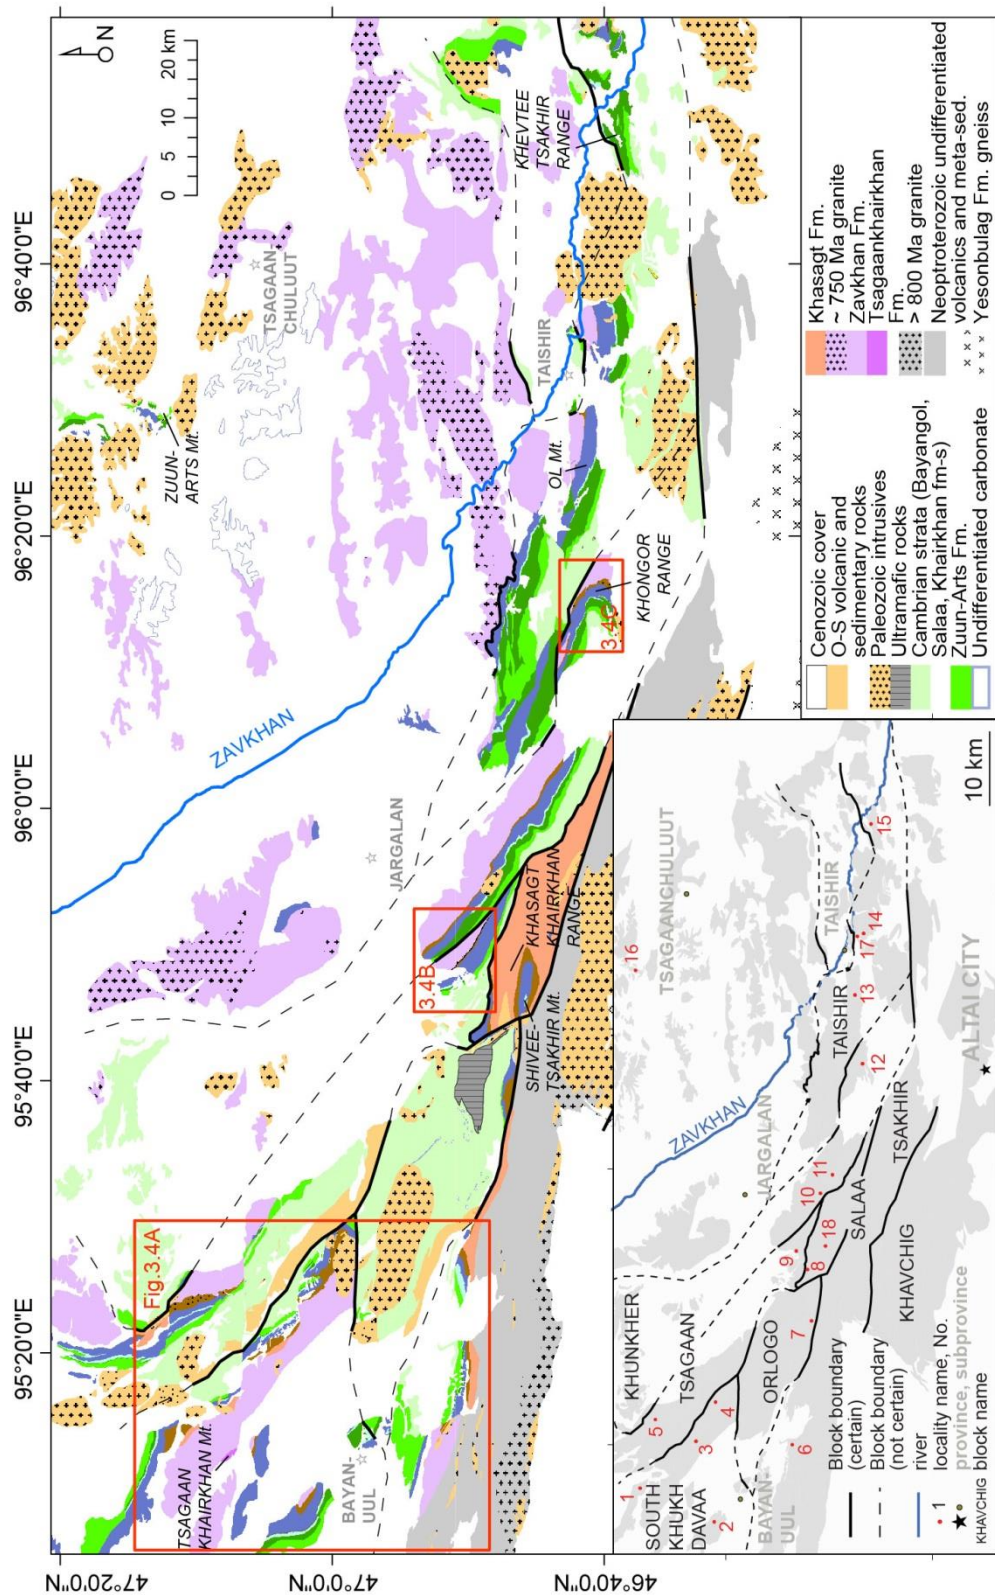 95°20'0"E
95°40'0"E
96°0'0"E
96°20'0"E
96°40'0"E
47°20'0"N
47°0'0"N
46°40'0"N
N
0 5 10 20 km
Fig.3.4A
3.4B
3.4C
TSAGAAN
KHAIRKHAN Mt.
BAYAN-
UUL
ZAVKHAN
JARGALAN
KHASAGT
KHAIRKHAN
RANGE
SHIVEE-
TSAKHIR Mt.
ZUUN-
ARTS Mt.
TSAGAAN-
CHULUUT
TAISHIR
OL Mt.
KHONGOR
RANGE
KHEVTEE
TSAKHIR
RANGE
Cenozoic cover
O-S volcanic and
sedimentary rocks
Paleozoic intrusives
Ultramafic rocks
Cambrian strata (Bayangol,
Salaa, Khairkhan fm-s)
Zuun-Arts Fm.
Undifferentiated carbonate
Khasagt Fm.
~ 750 Ma granite
Zavkhan Fm.
Tsagaankhairkhan
Fm.
> 800 Ma granite
Neoptroterozoic undifferentiated
volcanics and meta-sed.
Yesonbulag Fm. gneiss
1
SOUTH
KHUKH
DAVAA
2
3
4
5
6
7
8
9
10
11
12
13
14
15
16
17
18
KHUNKHER
TSAGAAN
ORLOGO
BAYAN-
UUL
JARGALAN
ZAVKHAN
TSAGAANCHULUUT
TAISHIR
TAISHIR
SALAA
TSAKHIR
KHAVCHIG
ALTAI CITY
10 km
Block boundary
(certain)
Block boundary
(not certain)
river
1 locality name, No.
province, subprovince
KHAVCHIG block name